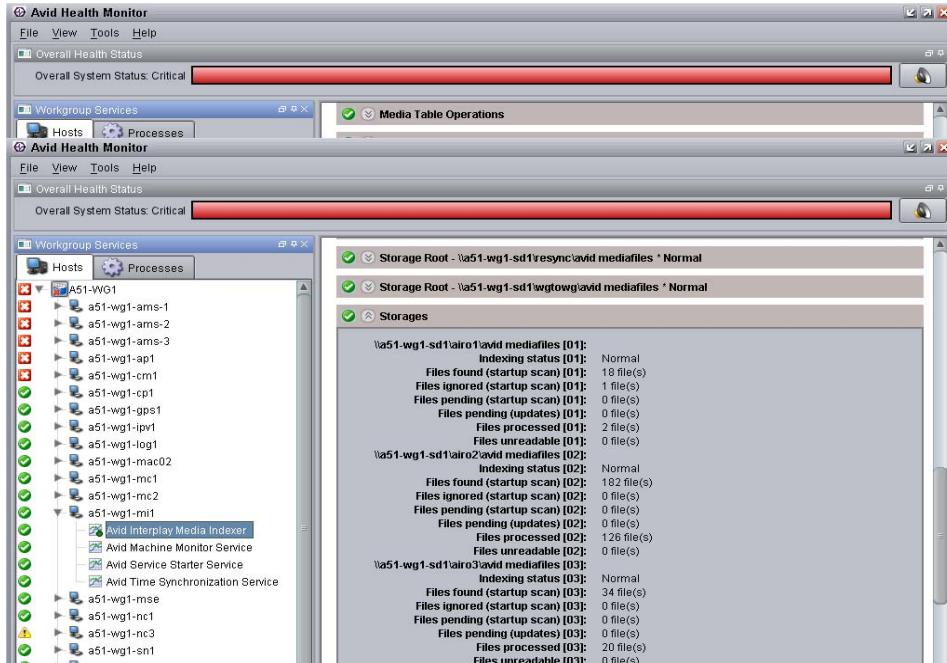 Avid Health Monitor
File View Tools Help
Overall Health Status
Overall System Status: Critical
Workgroup Services
Hosts Processes
Media Table Operations
Avid Health Monitor
File View Tools Help
Overall Health Status
Overall System Status: Critical
Workgroup Services
Hosts Processes
A51-WG1
a51-wg1-ams-1
a51-wg1-ams-2
a51-wg1-ams-3
a51-wg1-ap1
a51-wg1-cm1
a51-wg1-cp1
a51-wg1-gps1
a51-wg1-ipv1
a51-wg1-log1
a51-wg1-mac02
a51-wg1-mc1
a51-wg1-mc2
a51-wg1-mi1
Avid Interplay Media Indexer
Avid Machine Monitor Service
Avid Service Starter Service
Avid Time Synchronization Service
a51-wg1-mse
a51-wg1-nc1
a51-wg1-nc3
a51-wg1-sn1
Storage Root - \\a51-wg1-sd1\resync\avid mediafiles * Normal
Storage Root - \\a51-wg1-sd1\wgtowg\avid mediafiles * Normal
Storages
\\a51-wg1-sd1\airo1\avid mediafiles [01]:
Indexing status [01]: Normal
Files found (startup scan) [01]: 18 file(s)
Files ignored (startup scan) [01]: 1 file(s)
Files pending (startup scan) [01]: 0 file(s)
Files pending (updates) [01]: 0 file(s)
Files processed [01]: 2 file(s)
Files unreadable [01]: 0 file(s)
\\a51-wg1-sd1\airo2\avid mediafiles [02]:
Indexing status [02]: Normal
Files found (startup scan) [02]: 182 file(s)
Files ignored (startup scan) [02]: 0 file(s)
Files pending (startup scan) [02]: 0 file(s)
Files pending (updates) [02]: 0 file(s)
Files processed [02]: 126 file(s)
Files unreadable [02]: 0 file(s)
\\a51-wg1-sd1\airo3\avid mediafiles [03]:
Indexing status [03]: Normal
Files found (startup scan) [03]: 34 file(s)
Files ignored (startup scan) [03]: 0 file(s)
Files pending (startup scan) [03]: 0 file(s)
Files pending (updates) [03]: 0 file(s)
Files processed [03]: 20 file(s)
Files unreadable [03]: 0 file(s)